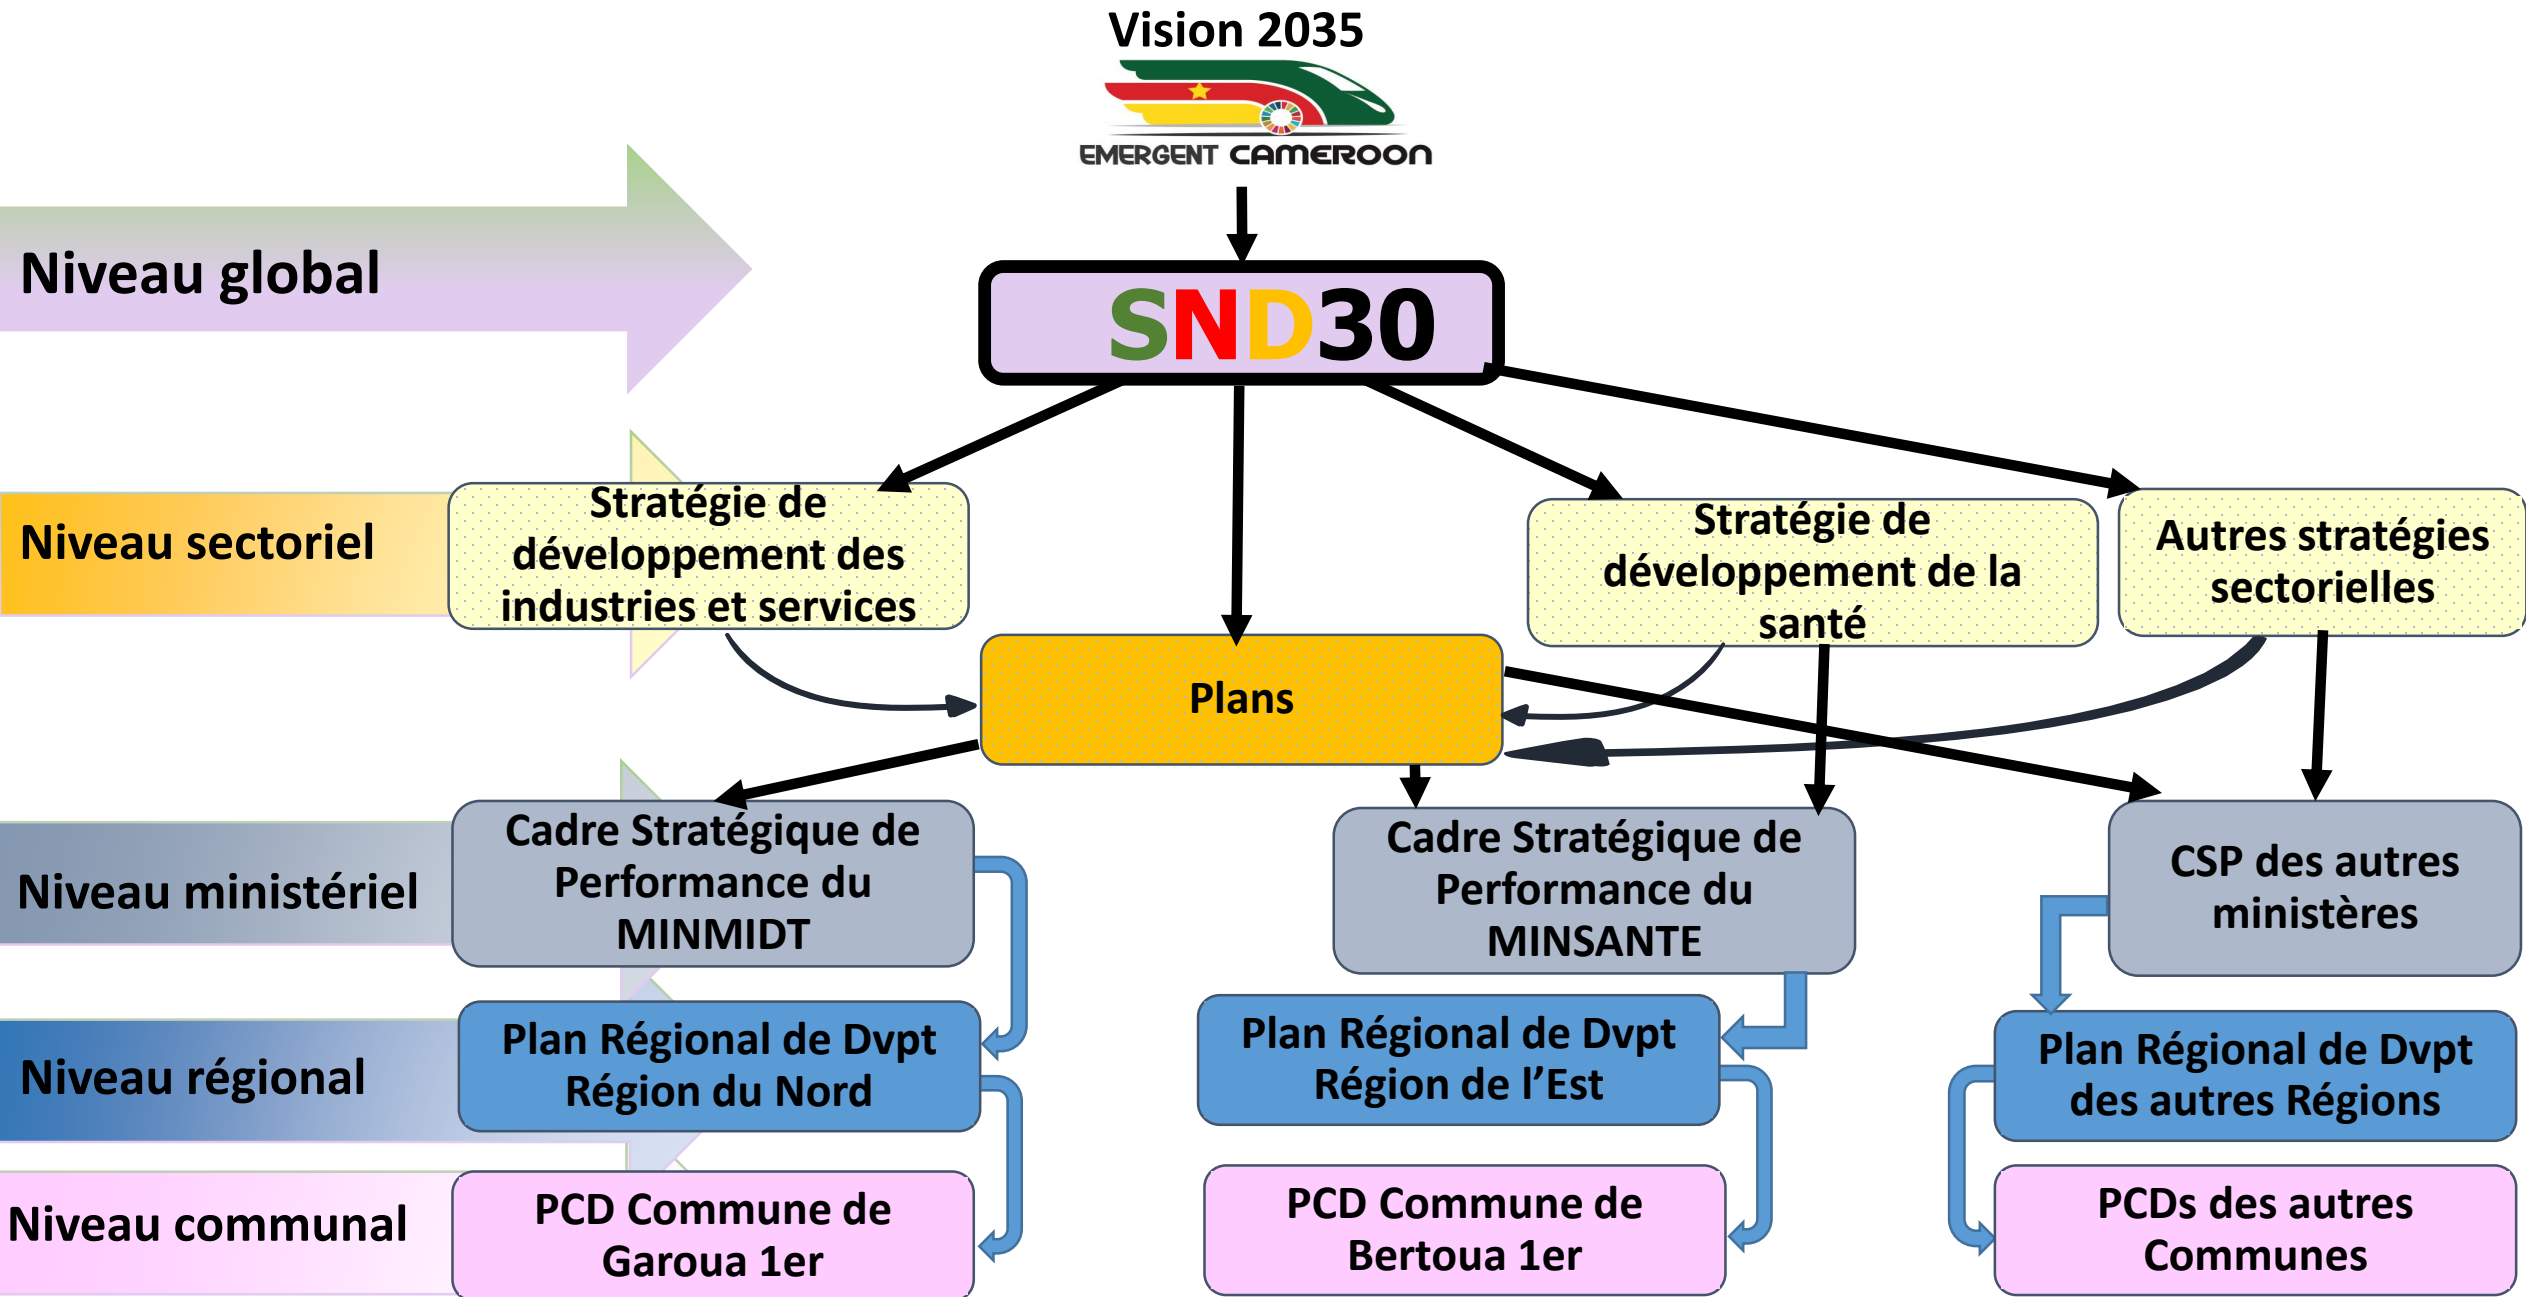 Vision 2035
EMERGENT CAMEROON
Niveau global
SND30
Niveau sectoriel
Stratégie de
développement des
industries et services
Stratégie de
développement de la
santé
Autres stratégies
sectorielles
Plans
Niveau ministériel
Cadre Stratégique de
Performance du
MINMIDT
Cadre Stratégique de
Performance du
MINSANTE
CSP des autres
ministères
Niveau régional
Plan Régional de Dvpt
Région du Nord
Plan Régional de Dvpt
Région de l’Est
Plan Régional de Dvpt
des autres Régions
Niveau communal
PCD Commune de
Garoua 1er
PCD Commune de
Bertoua 1er
PCDs des autres
Communes